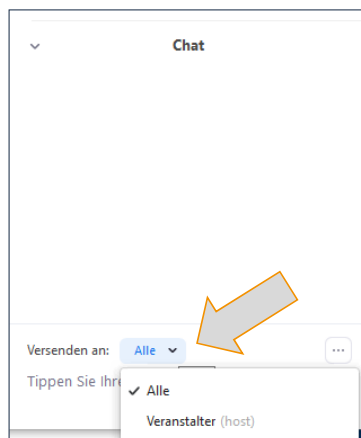 Chat
Versenden an: Alle
Tippen Sie Ihre
Alle
Veranstalter (host)